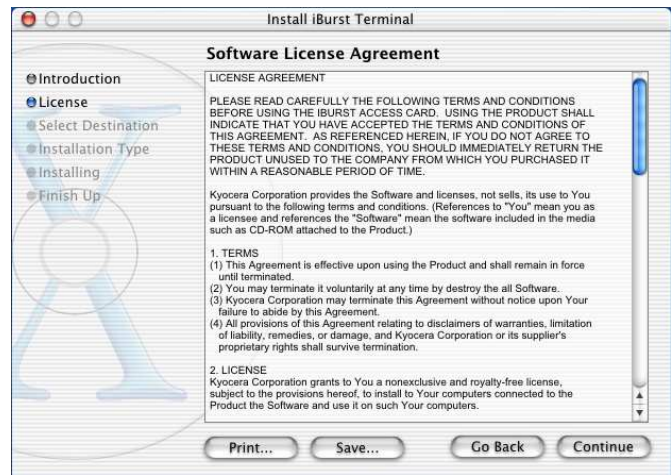 Install iBurst Terminal
Software License Agreement
Introduction
License
Select Destination
Installation Type
Installing
Finish Up
LICENSE AGREEMENT
PLEASE READ CAREFULLY THE FOLLOWING TERMS AND CONDITIONS
BEFORE USING THE IBURST ACCESS CARD. USING THE PRODUCT SHALL
INDICATE THAT YOU HAVE ACCEPTED THE TERMS AND CONDITIONS OF
THIS AGREEMENT. AS REFERENCED HEREIN, IF YOU DO NOT AGREE TO
THESE TERMS AND CONDITIONS, YOU SHOULD IMMEDIATELY RETURN THE
PRODUCT UNUSED TO THE COMPANY FROM WHICH YOU PURCHASED IT
WITHIN A REASONABLE PERIOD OF TIME.
Kyocera Corporation provides the Software and licenses, not sells, its use to You
pursuant to the following terms and conditions. (References to "You" mean you as
a licensee and references the "Software" mean the software included in the media
such as CD-ROM attached to the Product.)
1. TERMS
(1) This Agreement is effective upon using the Product and shall remain in force
until terminated.
(2) You may terminate it voluntarily at any time by destroy the all Software.
(3) Kyocera Corporation may terminate this Agreement without notice upon Your
failure to abide by this Agreement.
(4) All provisions of this Agreement relating to disclaimers of warranties, limitation
of liability, remedies, or damage, and Kyocera Corporation or its supplier's
proprietary rights shall survive termination.
2. LICENSE
Kyocera Corporation grants to You a nonexclusive and royalty-free license,
subject to the provisions hereof, to install to Your computers connected to the
Product the Software and use it on such Your computers.
Print...
Save...
Go Back
Continue